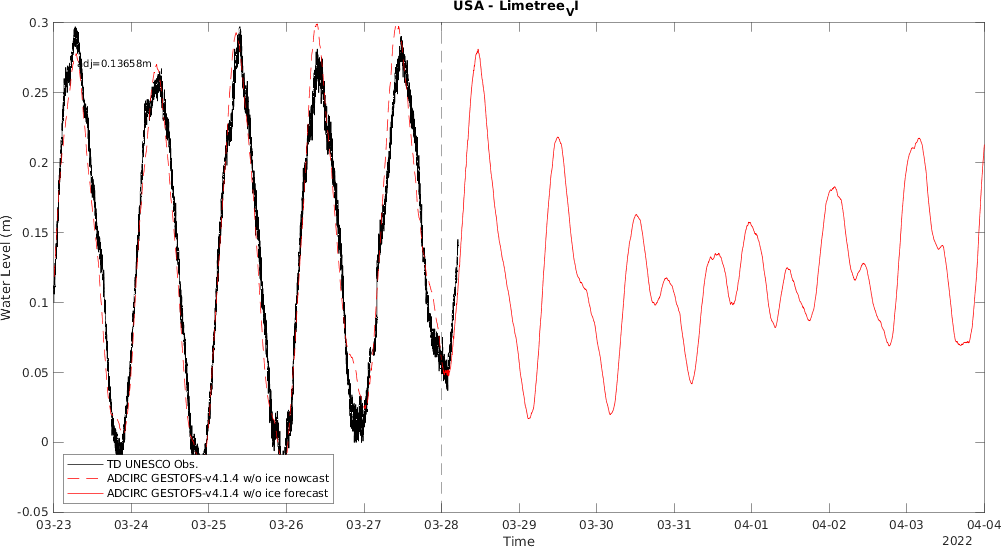 USA - Limetree_VI
0.3
0.25
0.2
0.15
0.1
0.05
0
-0.05
Water Level (m)
adj=0.13658m
TD UNESCO Obs.
ADCIRC GESTOFS-v4.1.4 w/o ice nowcast
ADCIRC GESTOFS-v4.1.4 w/o ice forecast
03-23 03-24 03-25 03-26 03-27 03-28 03-29 03-30 03-31 04-01 04-02 04-03 04-04
Time
2022